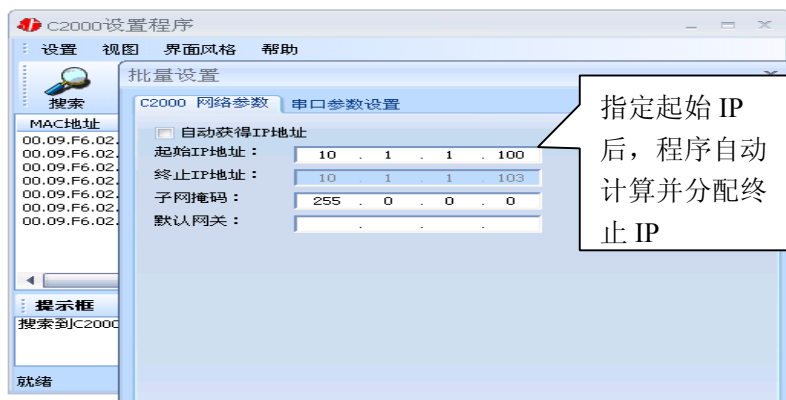 C2000设置程序
设置 视图 界面风格 帮助
搜索
批量设置
C2000 网络参数 串口参数设置
MAC地址
00.09.F6.02.
00.09.F6.02.
00.09.F6.02.
00.09.F6.02.
00.09.F6.02.
00.09.F6.02.
00.09.F6.02.
自动获得IP地址
起始IP地址： 10 . 1 . 1 . 100
终止IP地址： 10 . 1 . 1 . 103
子网掩码： 255 . 0 . 0 . 0
默认网关： . . .
指定起始 IP
后，程序自动
计算并分配终
止 IP
提示框
搜索到C2000
就绪